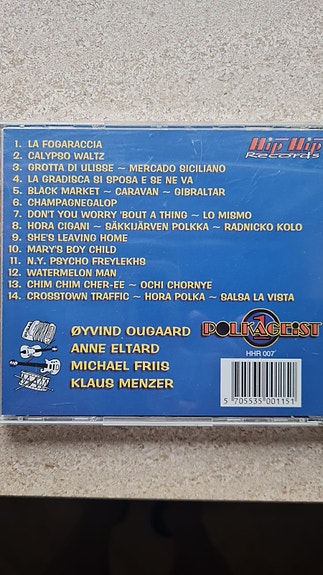 Hip Hip
Records
1. LA FOGARACCIA
2. CALYPSO WALTZ
3. GROTTA DI ULISSE ~ MERCADO SICILIANO
4. LA GRADISCA SI SPOSA E SE NE VA
5. BLACK MARKET ~ CARAVAN ~ GIBRALTAR
6. CHAMPAGNEGALOP
7. DON'T YOU WORRY 'BOUT A THING ~ LO MISMO
8. HORA CIGANI ~ SÄKKIJÄRVEN POLKKA ~ RADNICKO KOLO
9. SHE'S LEAVING HOME
10. MARY'S BOY CHILD
11. N.Y. PSYCHO FREYLEKHS
12. WATERMELON MAN
13. CHIM CHIM CHER-EE ~ OCHI CHORNYE
14. CROSSTOWN TRAFFIC ~ HORA POLKA ~ SALSA LA VISTA
ØYVIND OUGAARD
ANNE ELTARD
MICHAEL FRIIS
KLAUS MENZER
POLKAGEIST
1
HHR 007
5 705535 001151